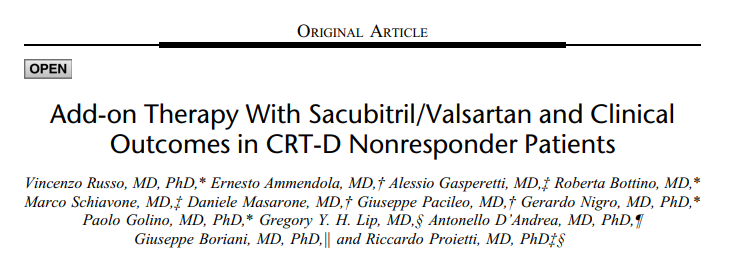 ORIGINAL ARTICLE
OPEN
Add-on Therapy With Sacubitril/Valsartan and Clinical
Outcomes in CRT-D Nonresponder Patients
Vincenzo Russo, MD, PhD,* Ernesto Ammendola, MD,† Alessio Gasperetti, MD,‡ Roberta Bottino, MD,*
Marco Schiavone, MD,‡ Daniele Masarone, MD,† Giuseppe Pacileo, MD,† Gerardo Nigro, MD, PhD,*
Paolo Golino, MD, PhD,* Gregory Y. H. Lip, MD,§ Antonello D'Andrea, MD, PhD,¶
Giuseppe Boriani, MD, PhD,‖ and Riccardo Proietti, MD, PhD‡§